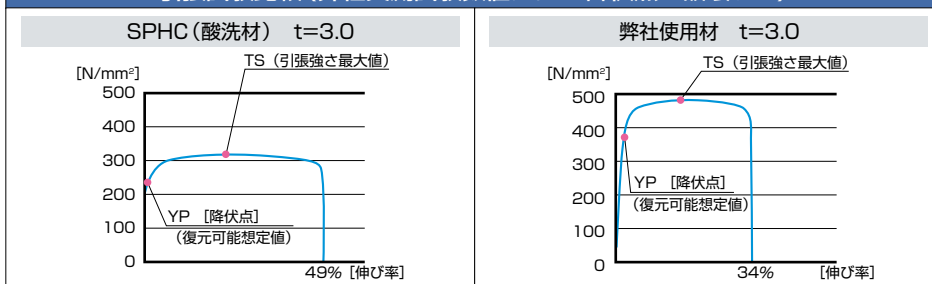 SPHC（酸洗材） t=3.0
[N/mm²]
TS（引張強さ最大値）
500
400
300
200
100
0
YP [降伏点]
(復元可能想定値)
49%
[伸び率]
弊社使用材 t=3.0
[N/mm²]
TS（引張強さ最大値）
500
400
300
200
100
0
YP [降伏点]
(復元可能想定値)
34%
[伸び率]